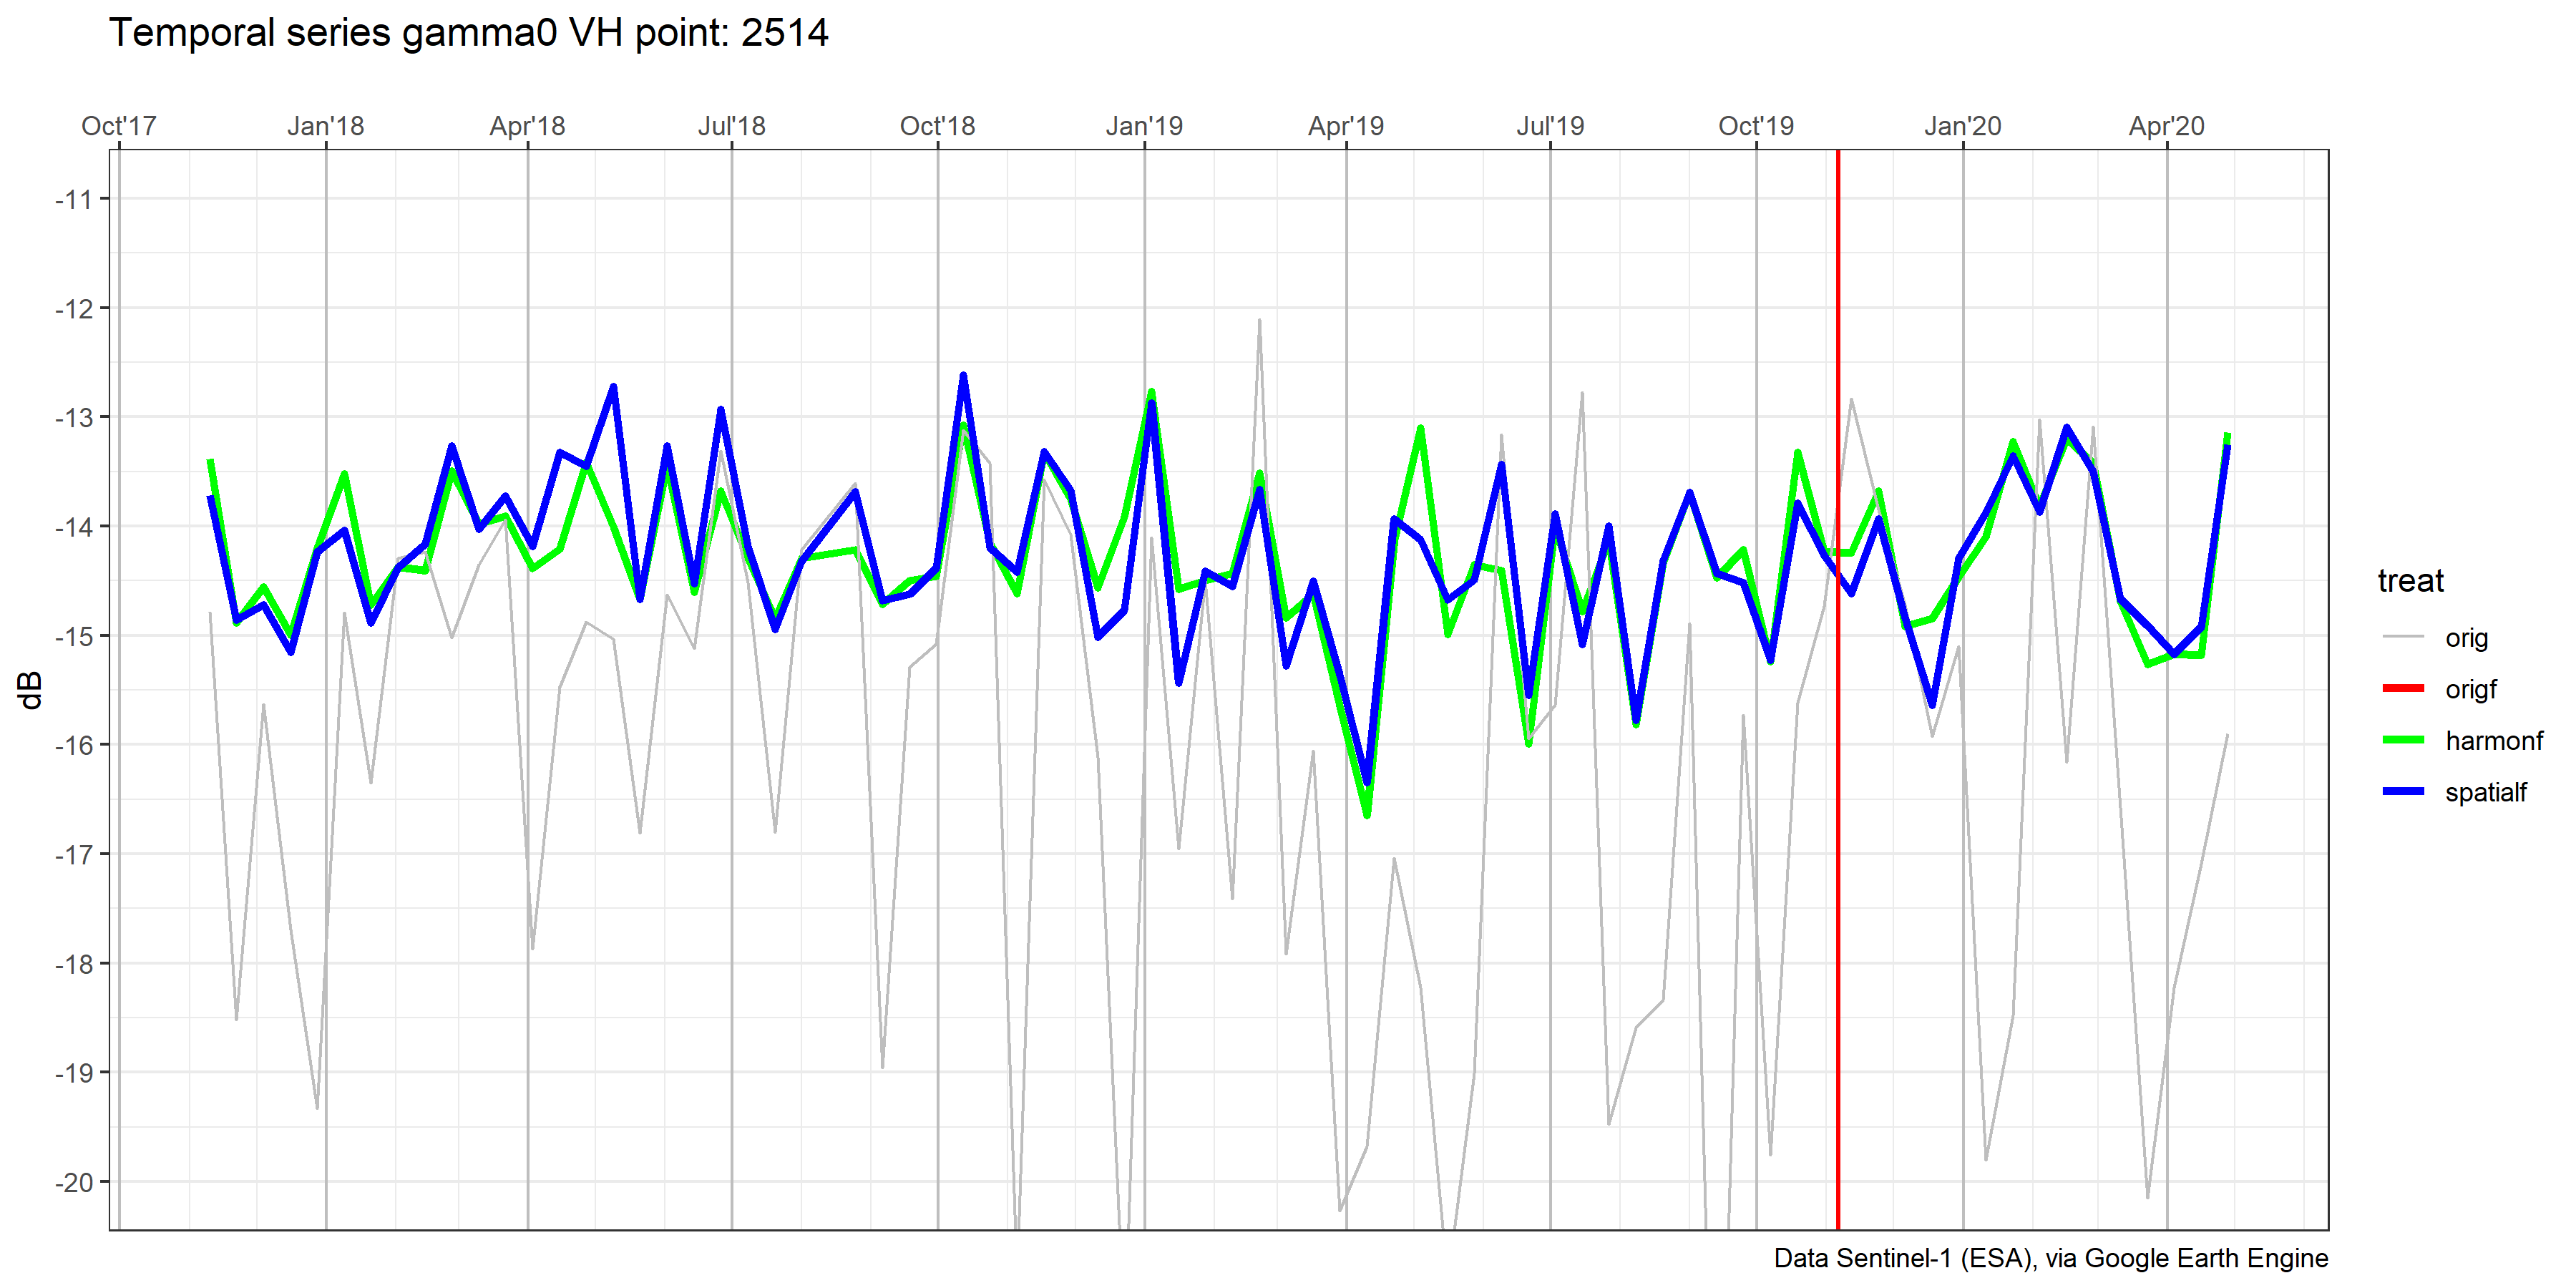 Temporal series gamma0 VH point: 2514
Oct'17 Jan'18 Apr'18 Jul'18 Oct'18 Jan'19 Apr'19 Jul'19 Oct'19 Jan'20 Apr'20
-11
-12
-13
-14
-15
-16
-17
-18
-19
-20
dB
treat
orig
origf
harmonf
spatialf
Data Sentinel-1 (ESA), via Google Earth Engine